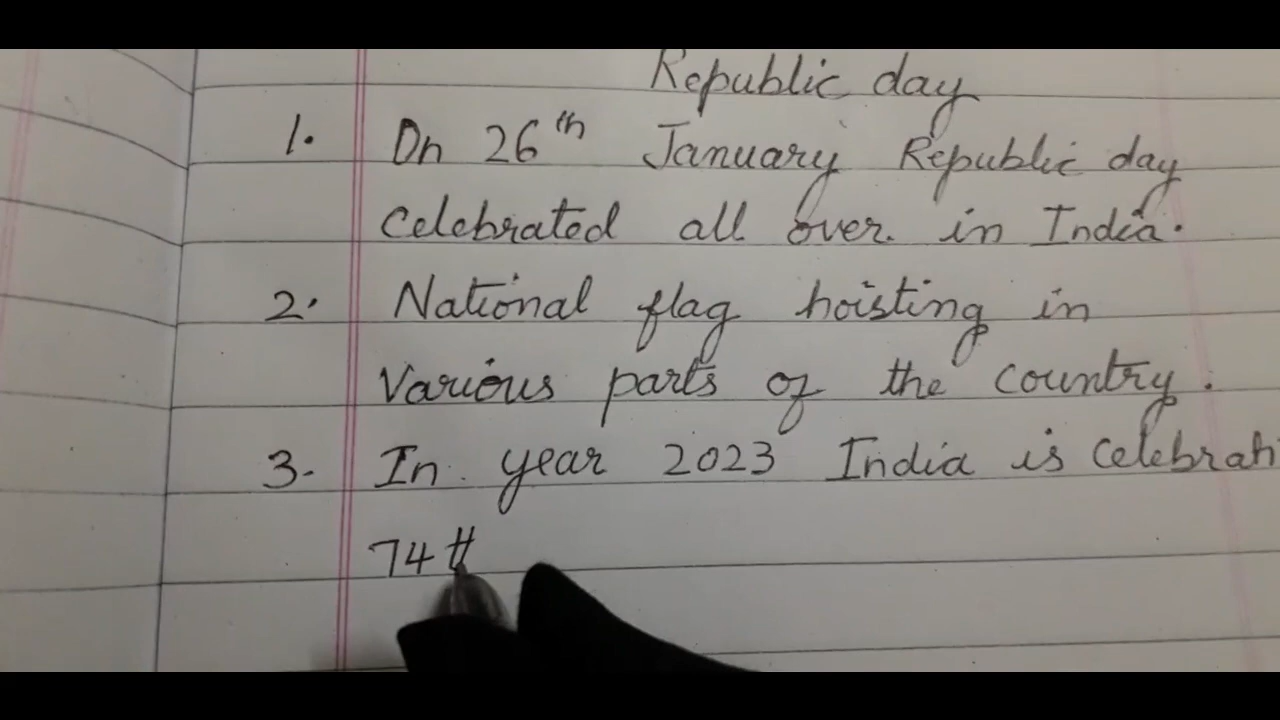 Republic day
1. On 26th January Republic day
celebrated all over. in India.
2. National flag hoisting in
Various parts of the country.
3. In year 2023 India is celebrati
74th